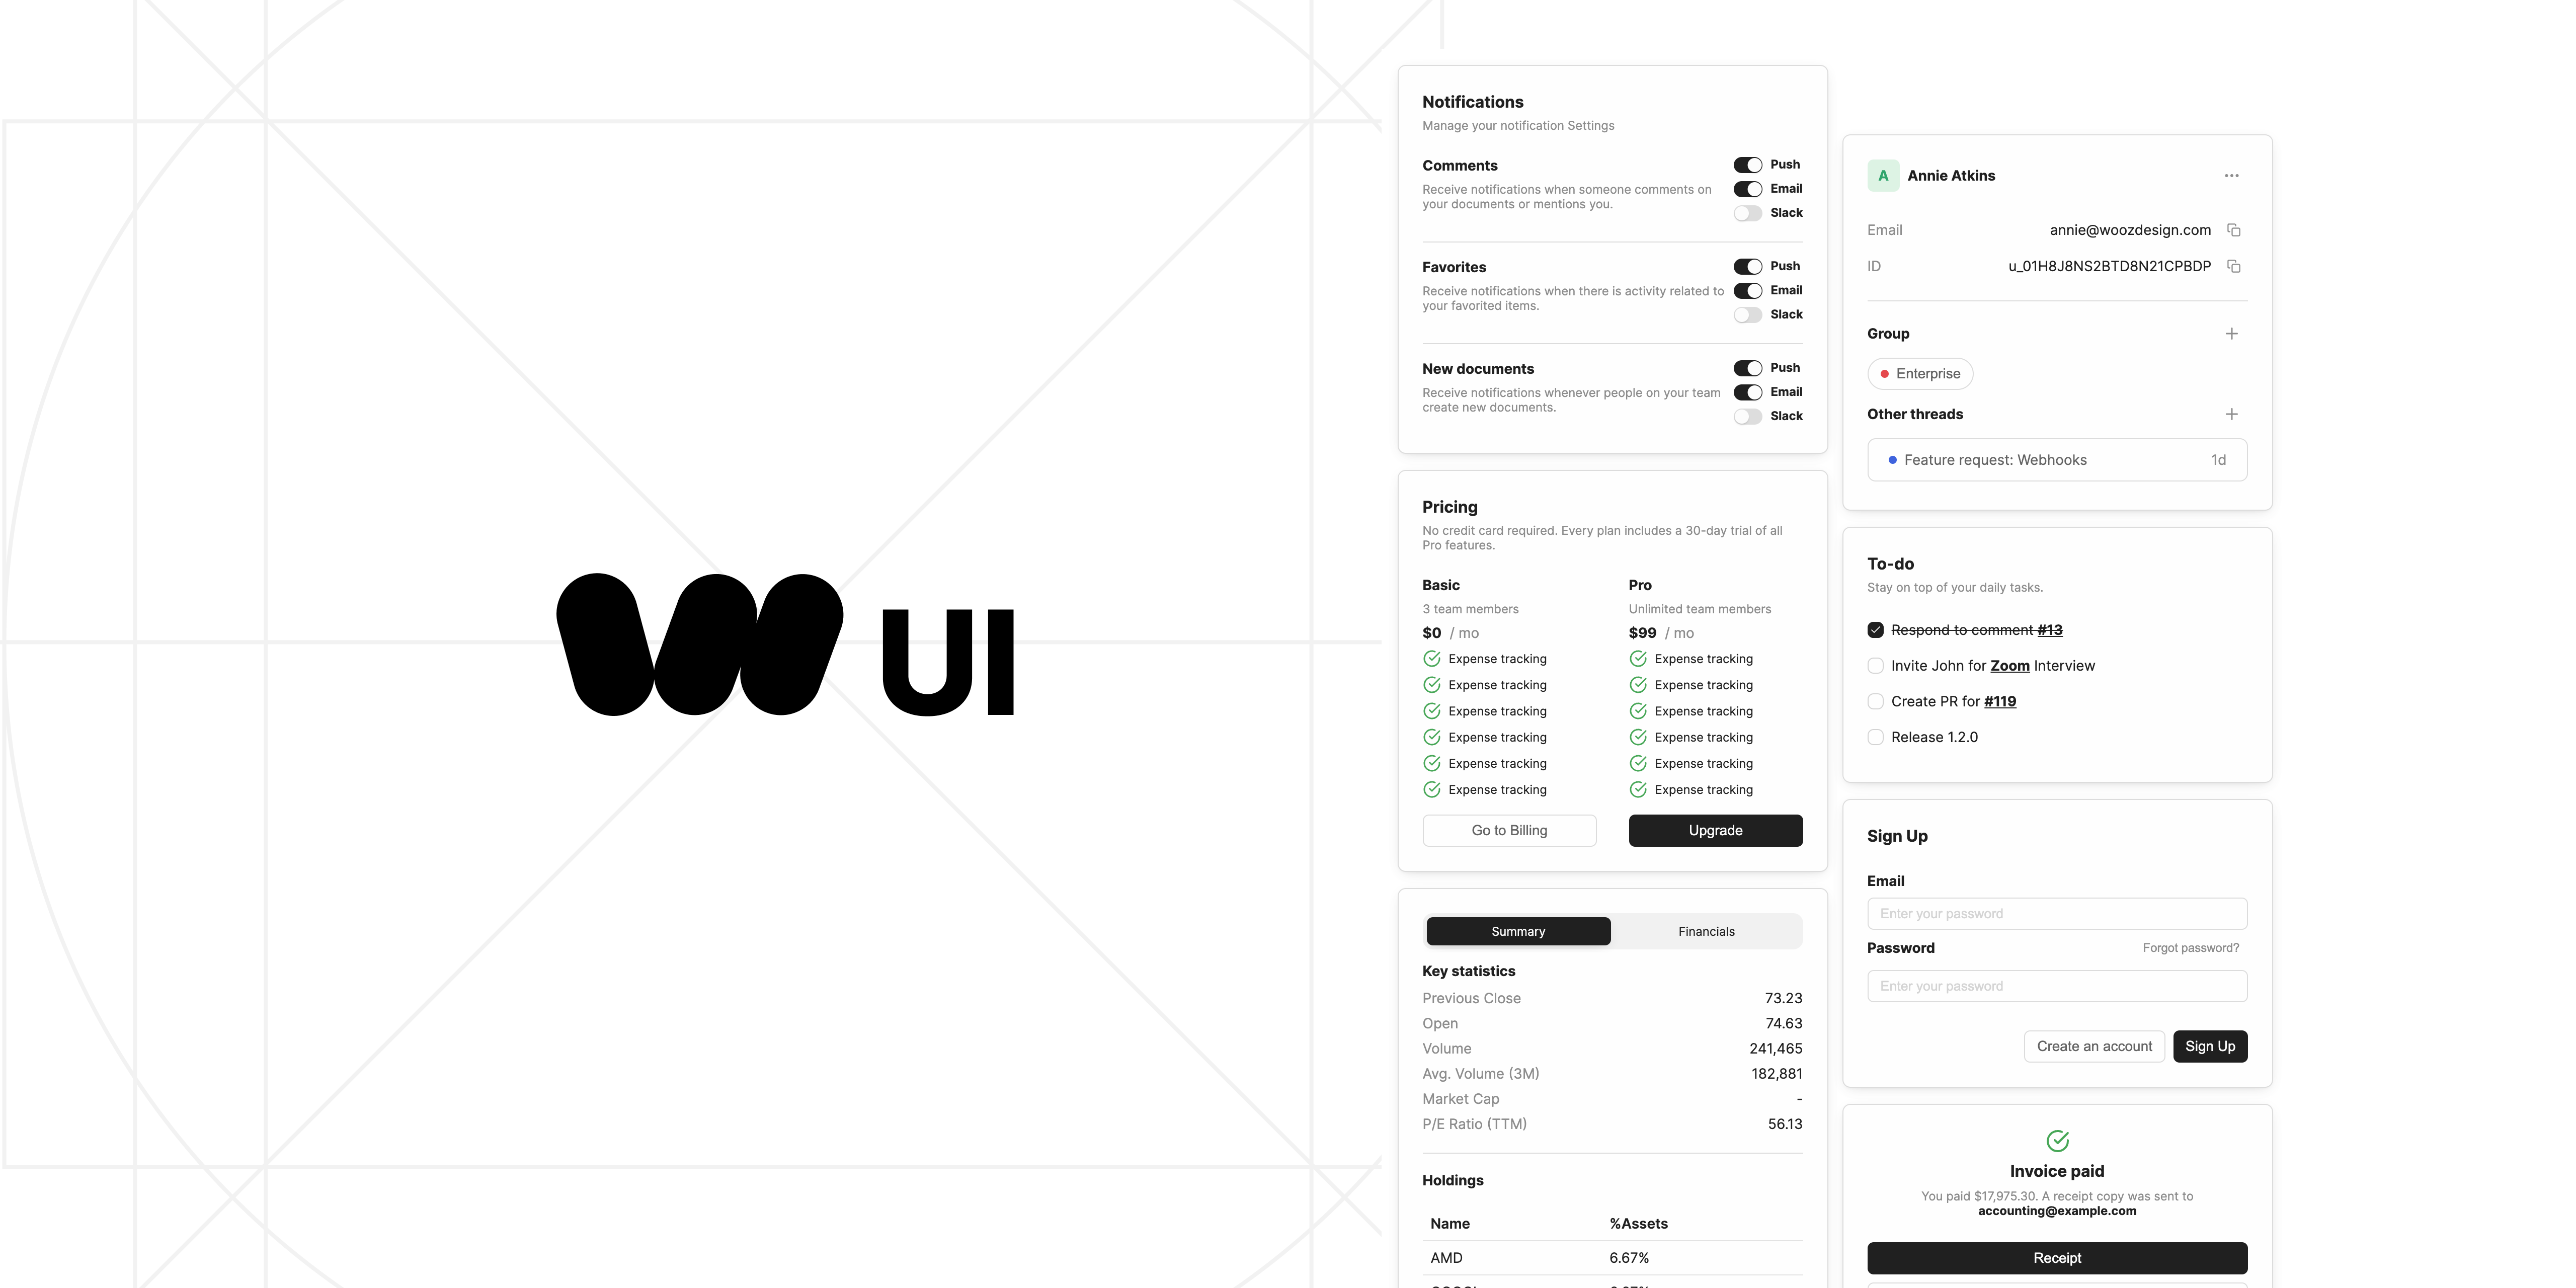 W UI
Notifications
Manage your notification Settings
Comments
Receive notifications when someone comments on
your documents or mentions you.
Push
Email
Slack
Favorites
Receive notifications when there is activity related to
your favorited items.
Push
Email
Slack
New documents
Receive notifications whenever people on your team
create new documents.
Push
Email
Slack
Pricing
No credit card required. Every plan includes a 30-day trial of all
Pro features.
Basic
3 team members
$0 / mo
Expense tracking
Expense tracking
Expense tracking
Expense tracking
Expense tracking
Expense tracking
Go to Billing
Pro
Unlimited team members
$99 / mo
Expense tracking
Expense tracking
Expense tracking
Expense tracking
Expense tracking
Expense tracking
Upgrade
Summary Financials
Key statistics
Previous Close 73.23
Open 74.63
Volume 241,465
Avg. Volume (3M) 182,881
Market Cap -
P/E Ratio (TTM) 56.13
Holdings
Name %Assets
AMD 6.67%
A Annie Atkins
Email annie@woozdesign.com
ID u_01H8J8NS2BTD8N21CPBDP
Group
Enterprise
Other threads
Feature request: Webhooks 1d
To-do
Stay on top of your daily tasks.
Respond to comment #13
Invite John for Zoom Interview
Create PR for #119
Release 1.2.0
Sign Up
Email
Enter your password
Password Forgot password?
Enter your password
Create an account Sign Up
Invoice paid
You paid $17,975.30. A receipt copy was sent to
accounting@example.com
Receipt